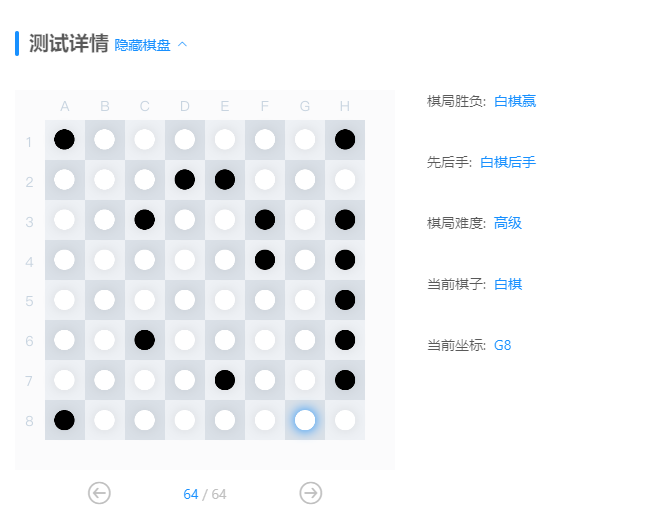 测试详情 隐藏棋盘
A B C D E F G H
1
2
3
4
5
6
7
8
64 / 64
棋局胜负: 白棋赢
先后手: 白棋后手
棋局难度: 高级
当前棋子: 白棋
当前坐标: G8